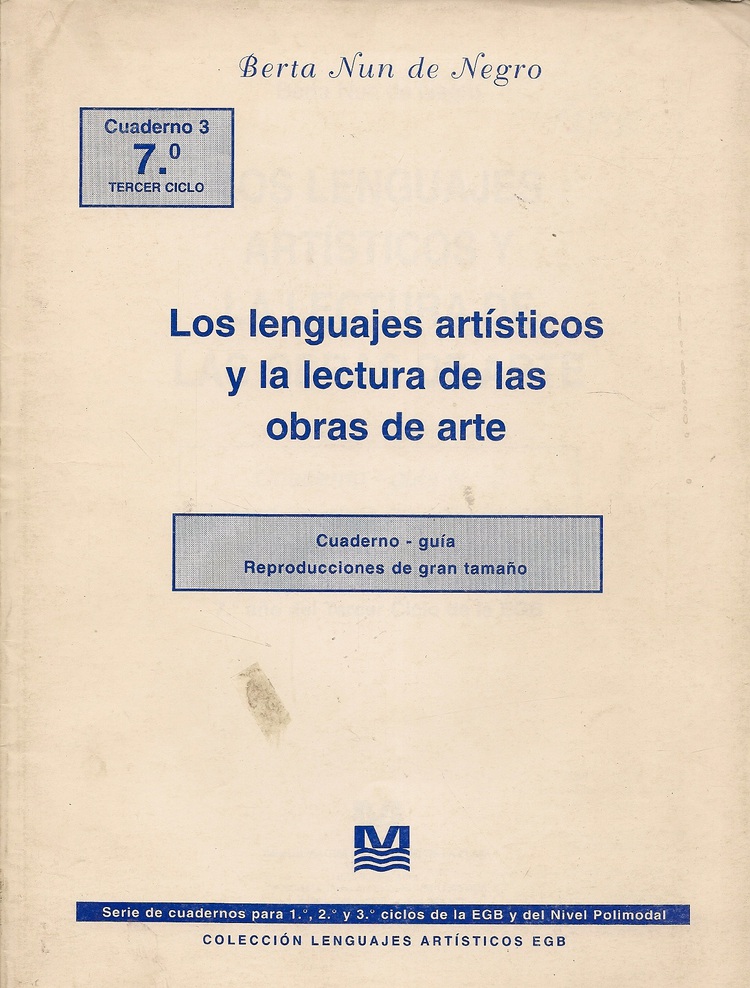 Berta Nun de Negro
Cuaderno 3
7.º
TERCER CICLO
Los lenguajes artísticos
y la lectura de las
obras de arte
Cuaderno - guía
Reproducciones de gran tamaño
Serie de cuadernos para 1.º, 2.º y 3.º ciclos de la EGB y del Nivel Polimodal
COLECCIÓN LENGUAJES ARTÍSTICOS EGB